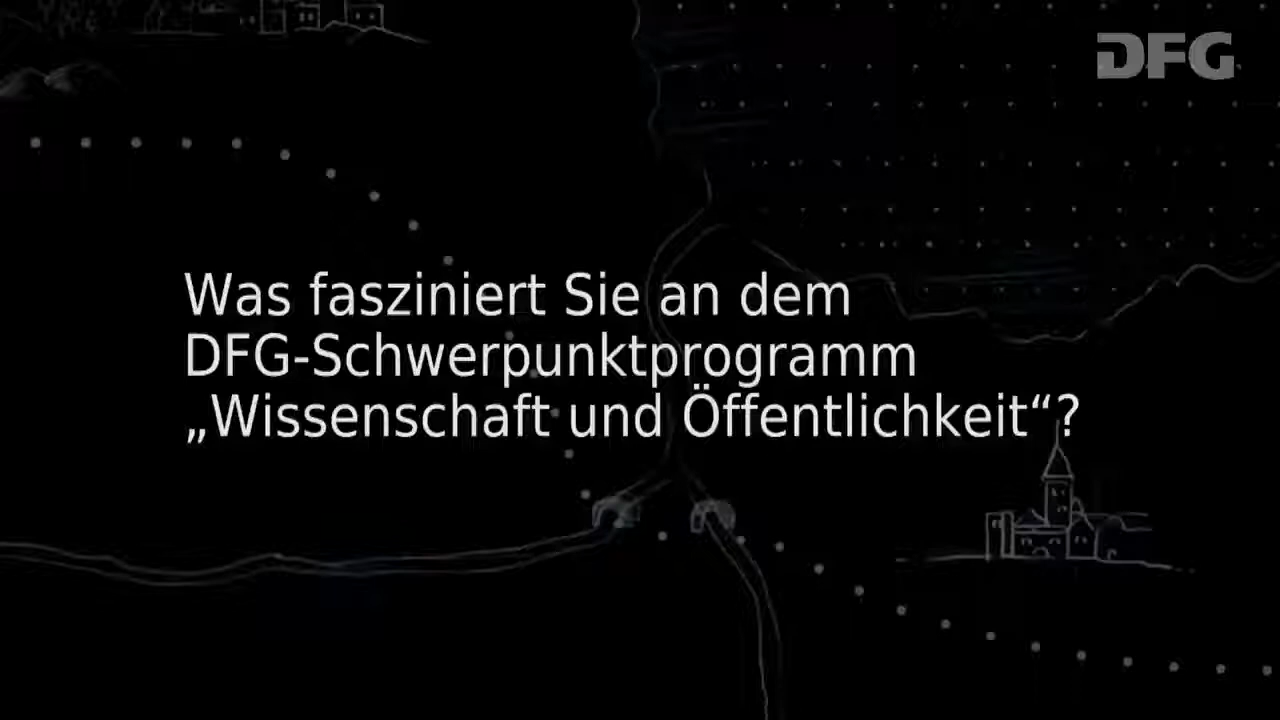 DFG
Was fasziniert Sie an dem
DFG-Schwerpunktprogramm
„Wissenschaft und Öffentlichkeit“?